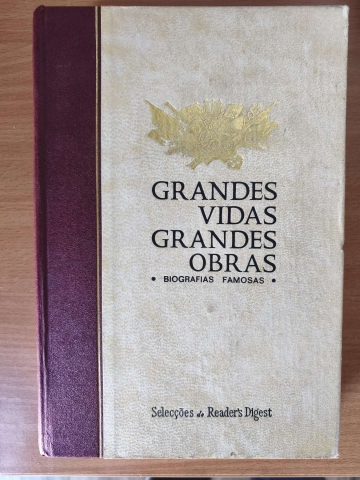 GRANDES
VIDAS
GRANDES
OBRAS
• BIOGRAFIAS FAMOSAS •
Selecções do Reader's Digest